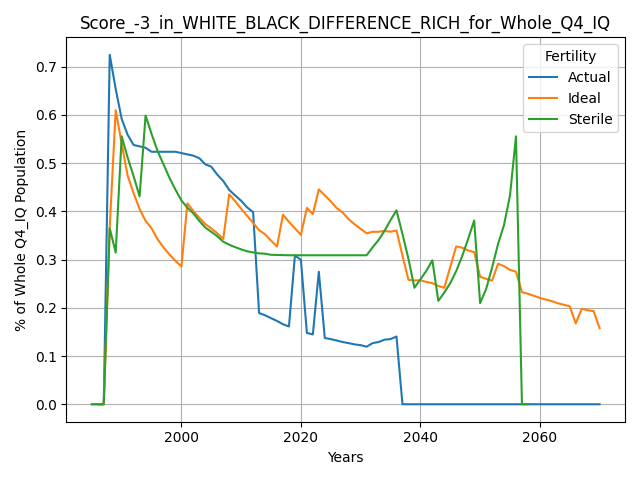 Score_-3_in_WHITE_BLACK_DIFFERENCE_RICH_for_Whole_Q4_IQ
Fertility
Actual
Ideal
Sterile
% of Whole Q4_IQ Population
0.7
0.6
0.5
0.4
0.3
0.2
0.1
0.0
2000
2020
2040
2060
Years